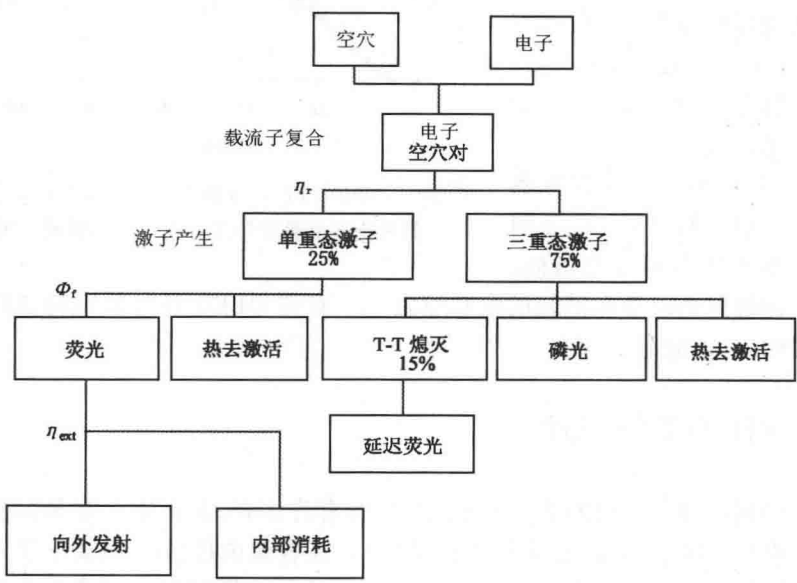 空穴
电子
载流子复合
电子
空穴对
ηr
激子产生
单重态激子
25%
三重态激子
75%
Φf
荧光
热去激活
T-T 熄灭
15%
磷光
热去激活
延迟荧光
ηext
向外发射
内部消耗